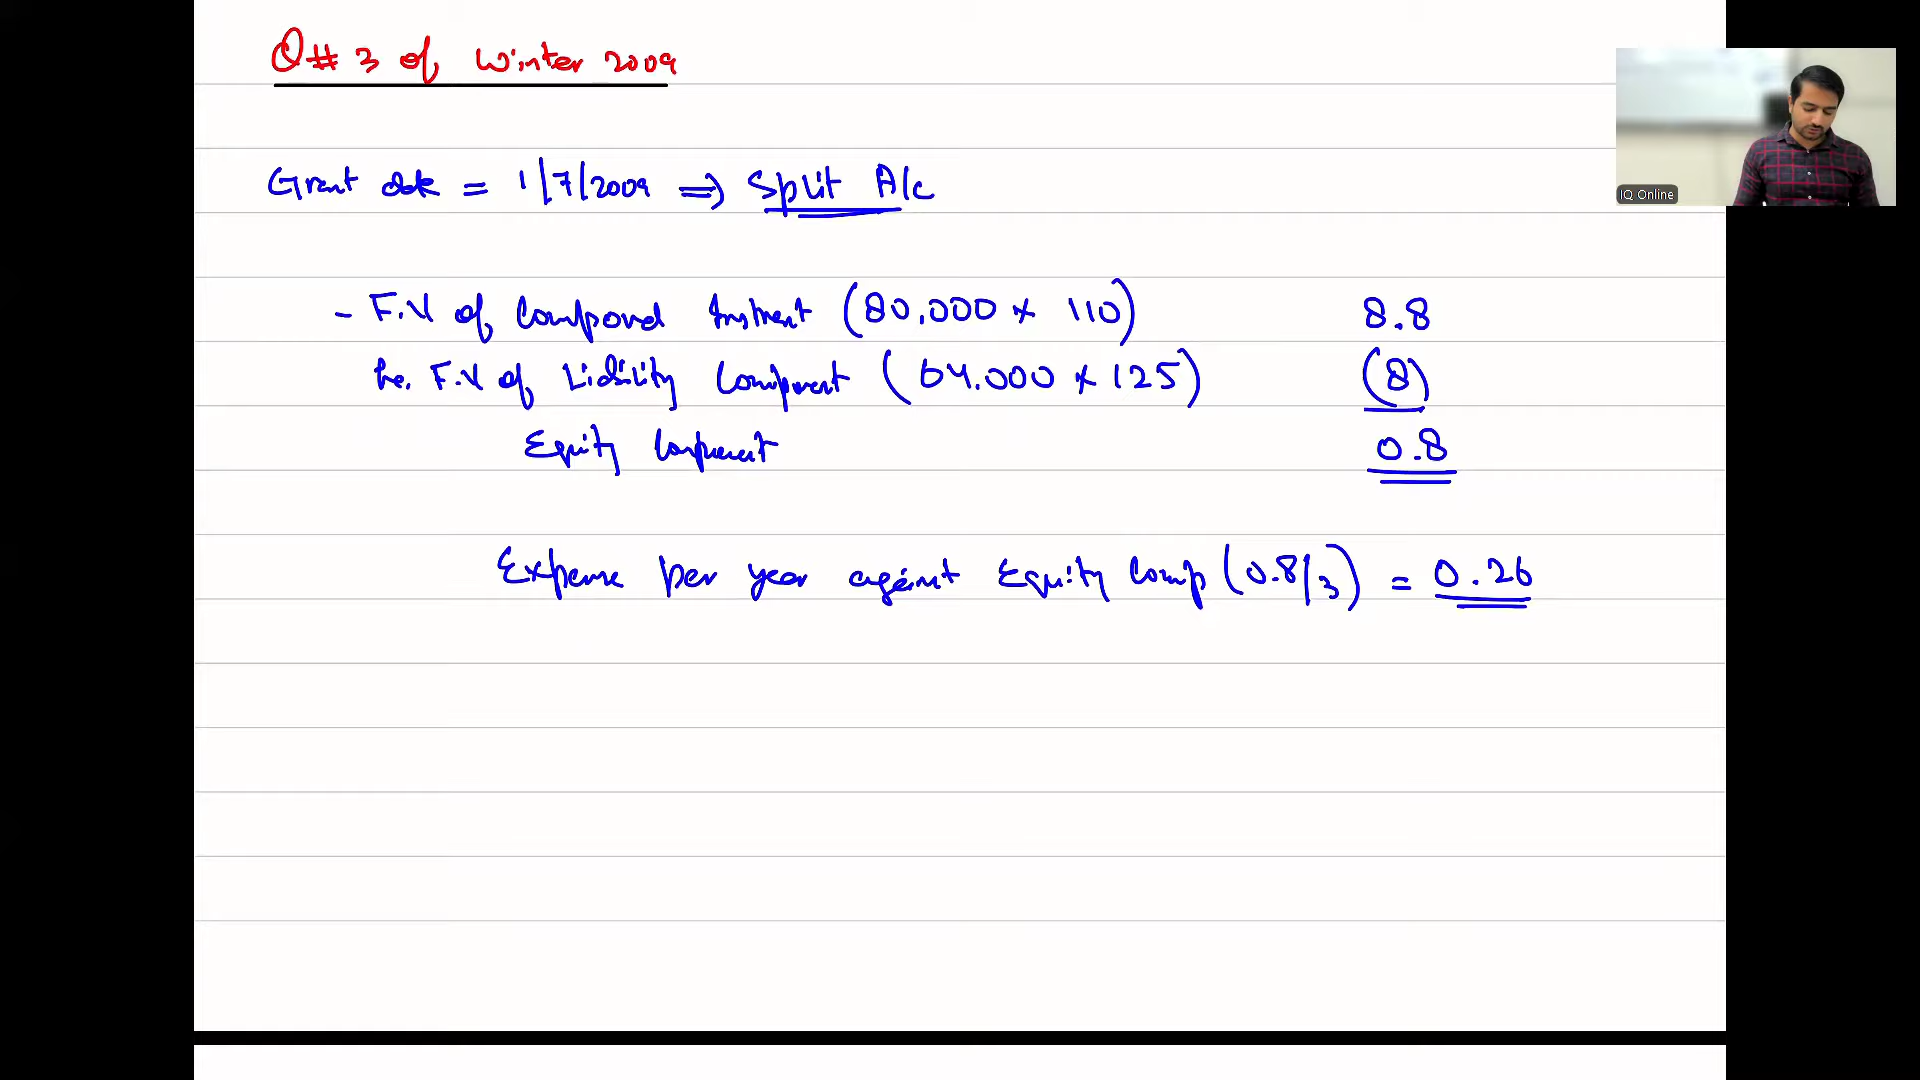 Q# 3 of Winter 2009
Grant date = 1/7/2009 ⇒ Split A/c
- F.V of Compound Instrument (80,000 × 110) 8.8
Less. F.V of Liability Component (64,000 × 125) (8)
Equity Component 0.8
Expense per year against Equity Comp (0.8/3) = 0.26
IQ Online